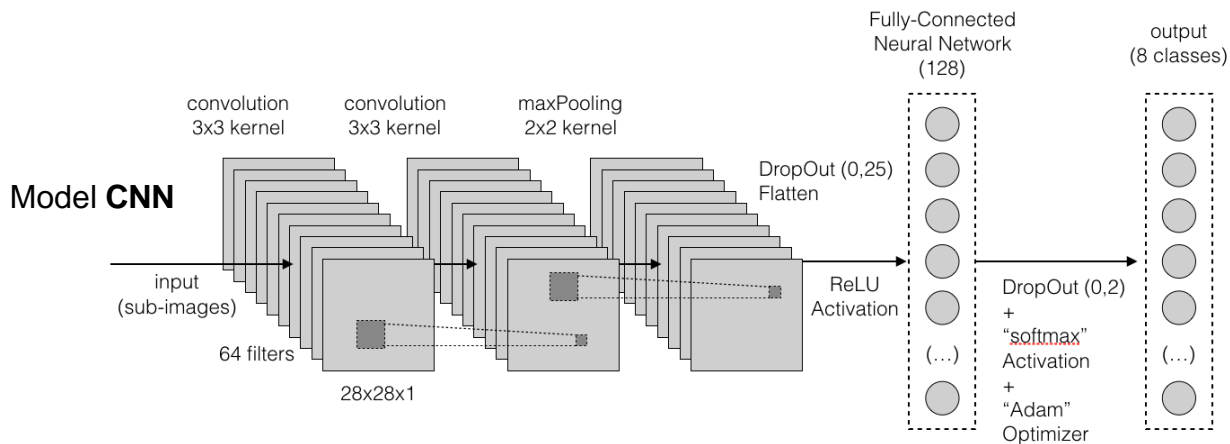 Model CNN
convolution
3x3 kernel
convolution
3x3 kernel
maxPooling
2x2 kernel
Fully-Connected
Neural Network
(128)
output
(8 classes)
DropOut (0,25)
Flatten
input
(sub-images)
64 filters
28x28x1
ReLU
Activation
DropOut (0,2)
+
“softmax”
Activation
+
“Adam”
Optimizer
(...)
(...)